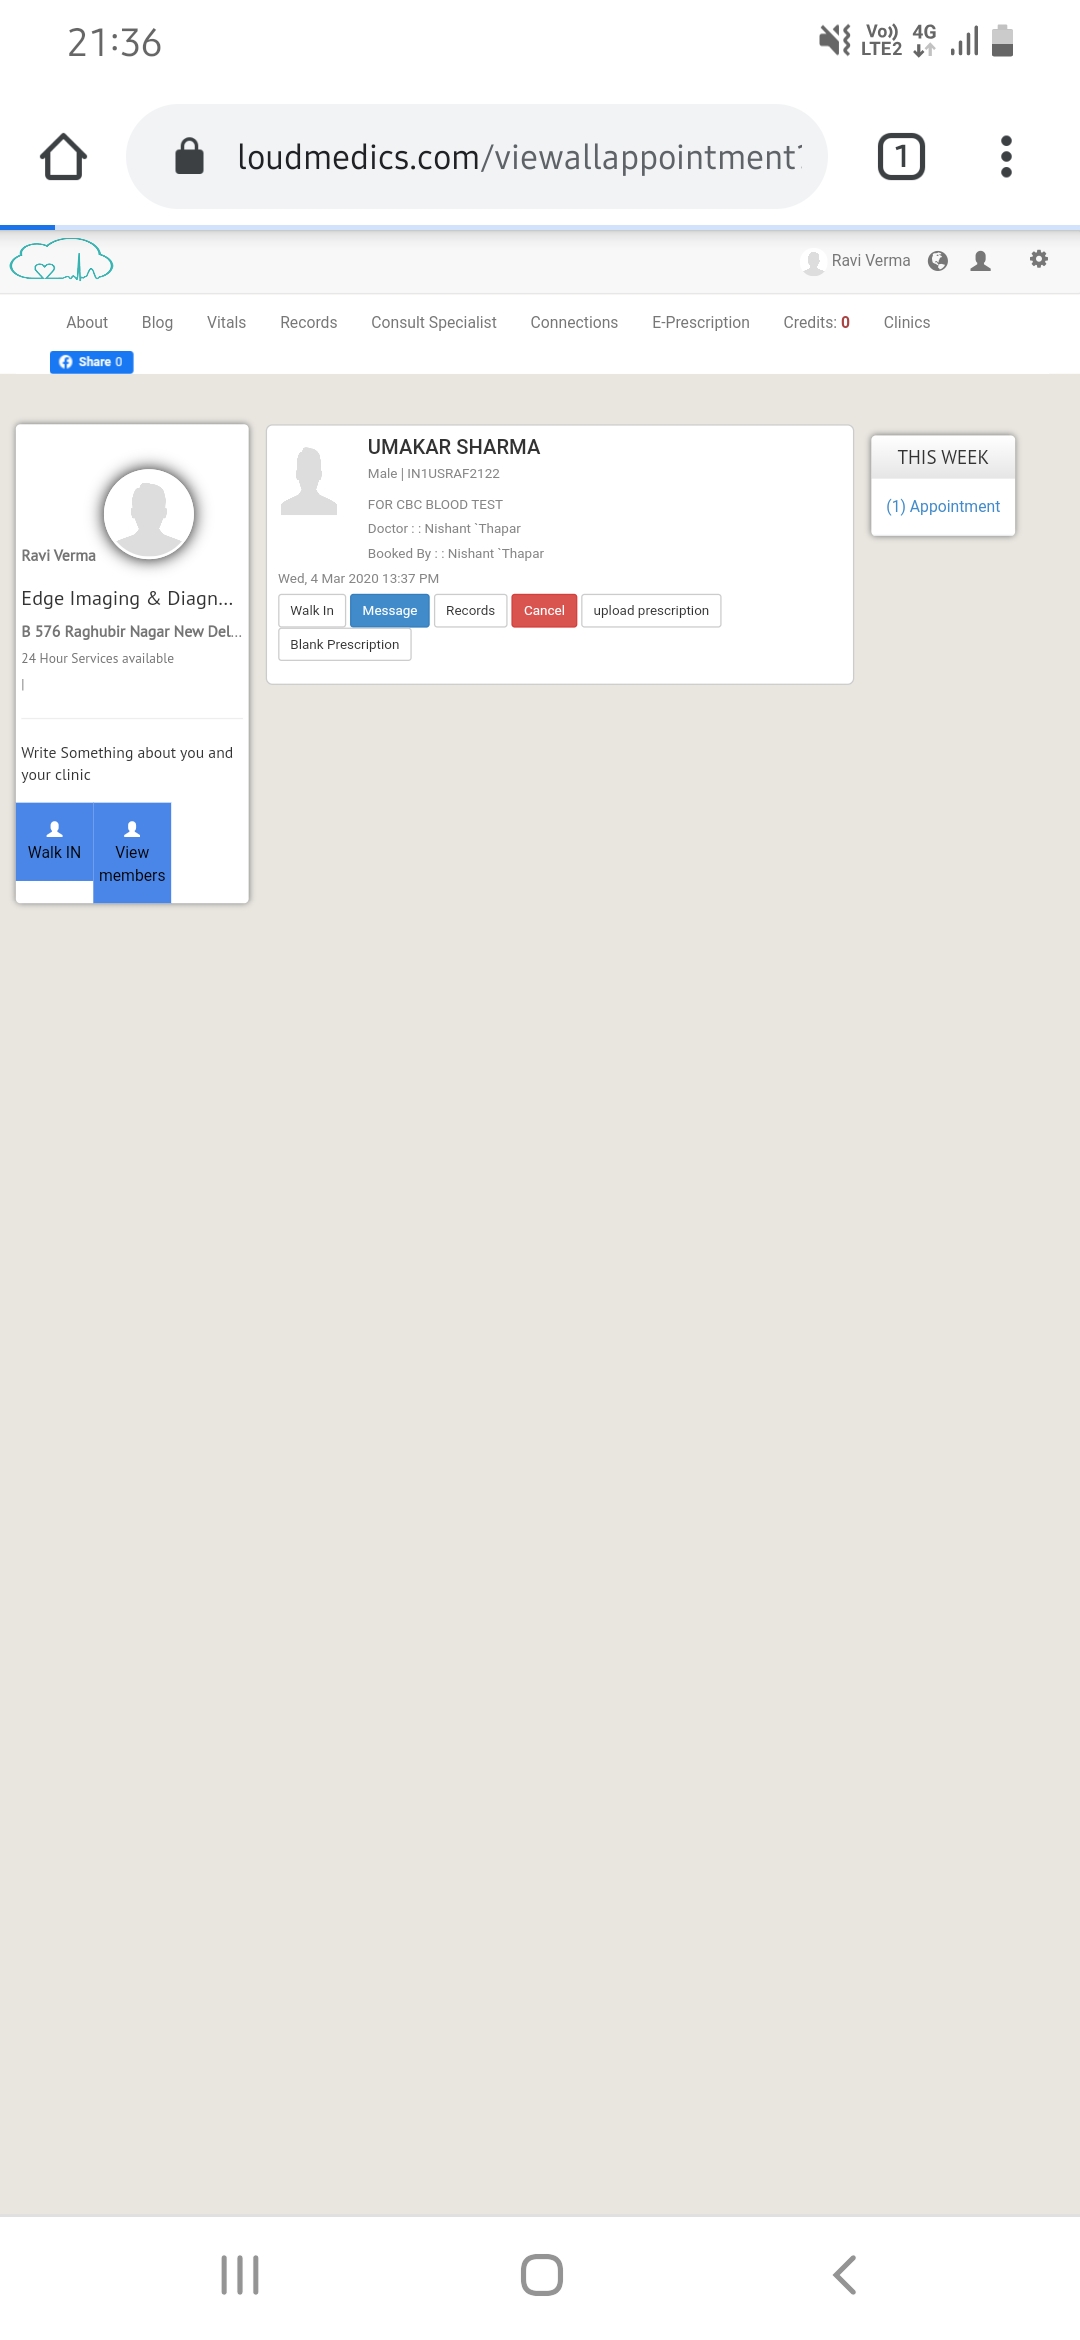 21:36
Vo)) LTE2 4G
loudmedics.com/viewallappointment
1
Ravi Verma
About Blog Vitals Records Consult Specialist Connections E-Prescription Credits: 0 Clinics
Share 0
Ravi Verma
Edge Imaging & Diagn...
B 576 Raghubir Nagar New Del...
24 Hour Services available
|
Write Something about you and
your clinic
Walk IN
View
members
UMAKAR SHARMA
Male | IN1USRAF2122
FOR CBC BLOOD TEST
Doctor : : Nishant `Thapar
Booked By : : Nishant `Thapar
Wed, 4 Mar 2020 13:37 PM
Walk In Message Records Cancel upload prescription
Blank Prescription
THIS WEEK
(1) Appointment